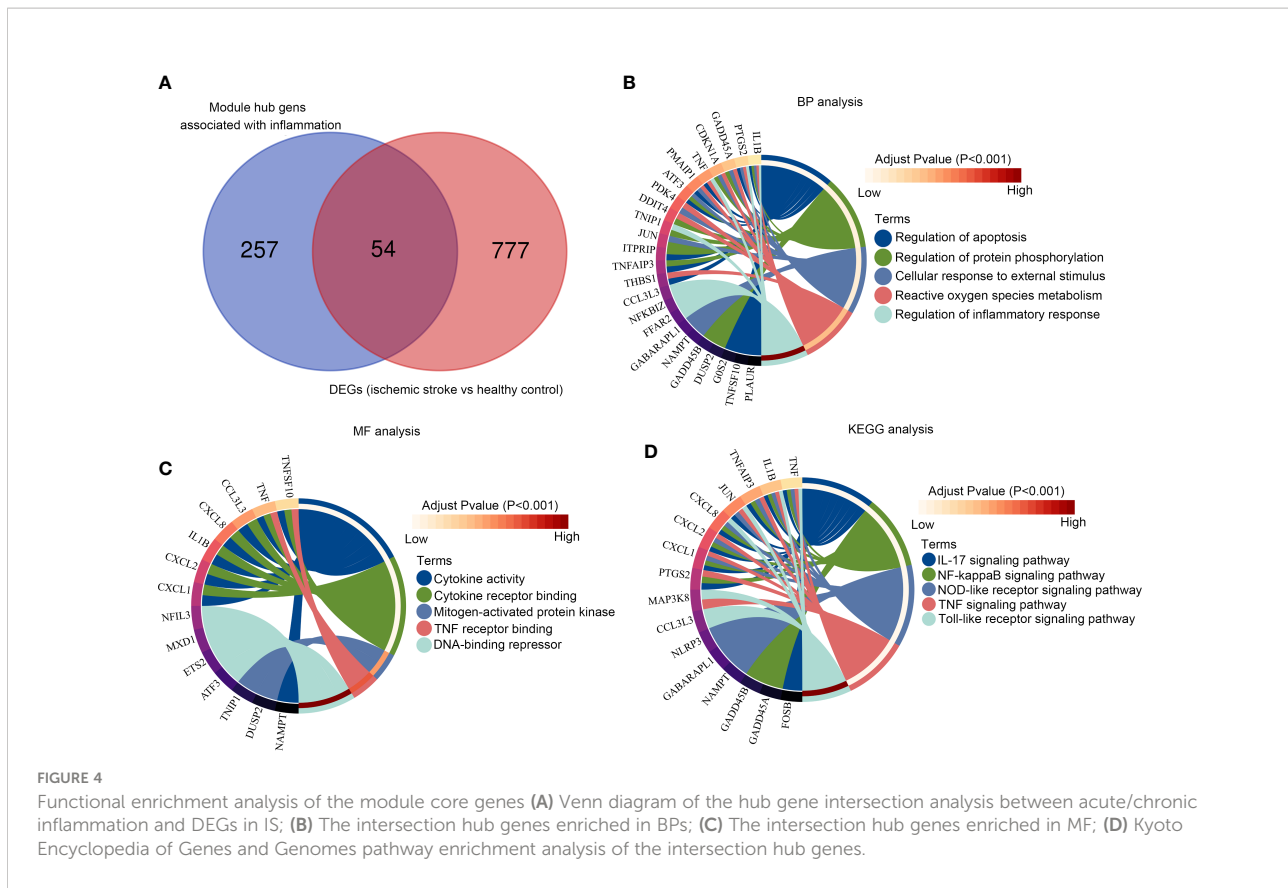 A
Module hub gens
associated with inflammation
257
54
777
DEGs (ischemic stroke vs healthy control)
B
BP analysis
IL1B
PTGS2
GADD45A
CDKN1A
TNF
PMAIP1
ATF3
PDK4
DDIT4
TNIP1
JUN
ITPRIP
TNFAIP3
THBS1
CCL3L3
NFKBIZ
FFAR2
GABARAPL1
NAMPT
GADD45B
DUSP2
G0S2
TNFSF10
PLAUR
Adjust Pvalue (P<0.001)
Low
High
Terms
Regulation of apoptosis
Regulation of protein phosphorylation
Cellular response to external stimulus
Reactive oxygen species metabolism
Regulation of inflammatory response
MF analysis
C
TNFSF10
TNF
CCL3L3
CXCL8
IL1B
CXCL2
CXCL1
NFIL3
MXD1
ETS2
ATF3
TNIP1
DUSP2
NAMPT
Adjust Pvalue (P<0.001)
Low
High
Terms
Cytokine activity
Cytokine receptor binding
Mitogen-activated protein kinase
TNF receptor binding
DNA-binding repressor
KEGG analysis
D
TNF
IL1B
TNFAIP3
JUN
CXCL8
CXCL2
CXCL1
PTGS2
MAP3K8
CCL3L3
NLRP3
GABARAPL1
NAMPT
GADD45B
GADD45A
FOSB
Adjust Pvalue (P<0.001)
Low
High
Terms
IL-17 signaling pathway
NF-kappaB signaling pathway
NOD-like receptor signaling pathway
TNF signaling pathway
Toll-like receptor signaling pathway
FIGURE 4
Functional enrichment analysis of the module core genes (A) Venn diagram of the hub gene intersection analysis between acute/chronic
inflammation and DEGs in IS; (B) The intersection hub genes enriched in BPs; (C) The intersection hub genes enriched in MF; (D) Kyoto
Encyclopedia of Genes and Genomes pathway enrichment analysis of the intersection hub genes.